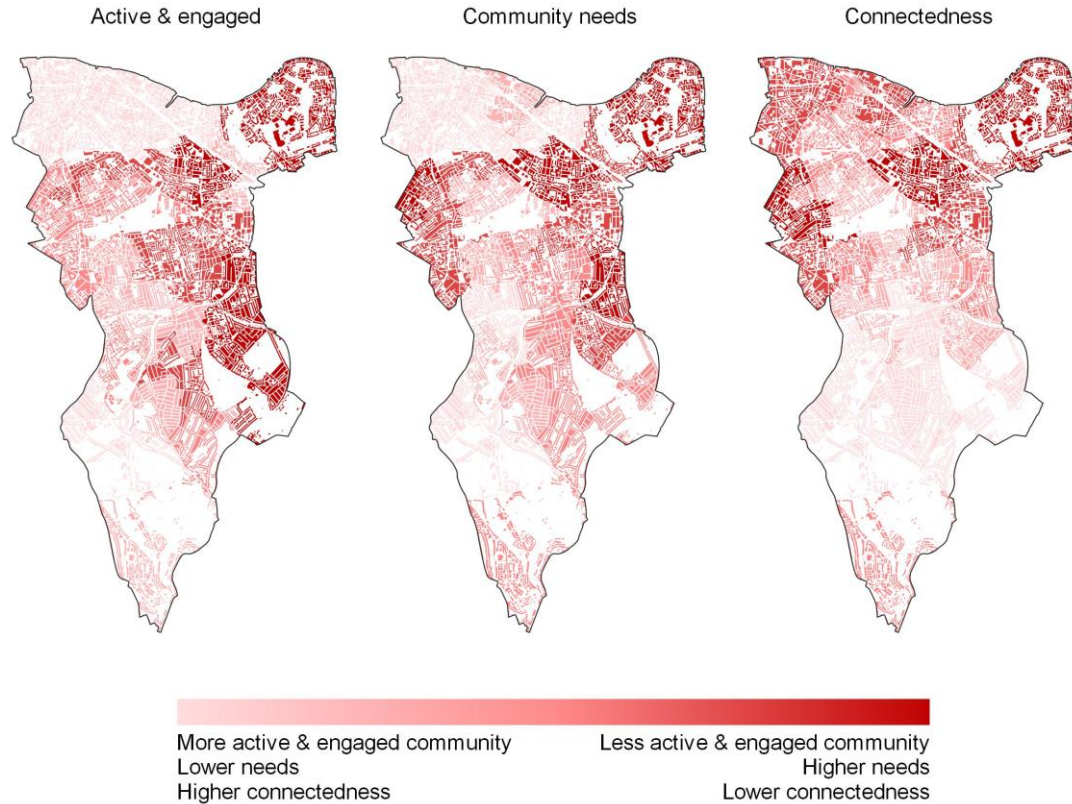 Active & engaged
Community needs
Connectedness
More active & engaged community
Less active & engaged community
Lower needs
Higher needs
Higher connectedness
Lower connectedness